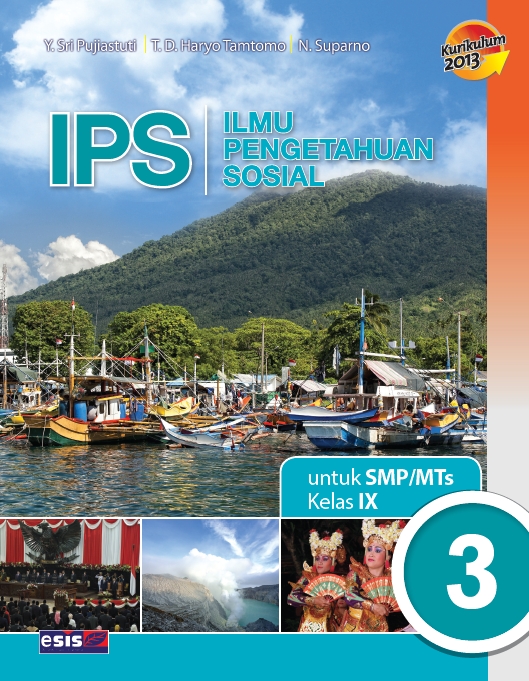 Y. Sri Pujiastuti | T. D. Haryo Tamtomo | N. Suparno
Kurikulum
2013
IPS
ILMU
PENGETAHUAN
SOSIAL
untuk SMP/MTs
Kelas IX
3
esis